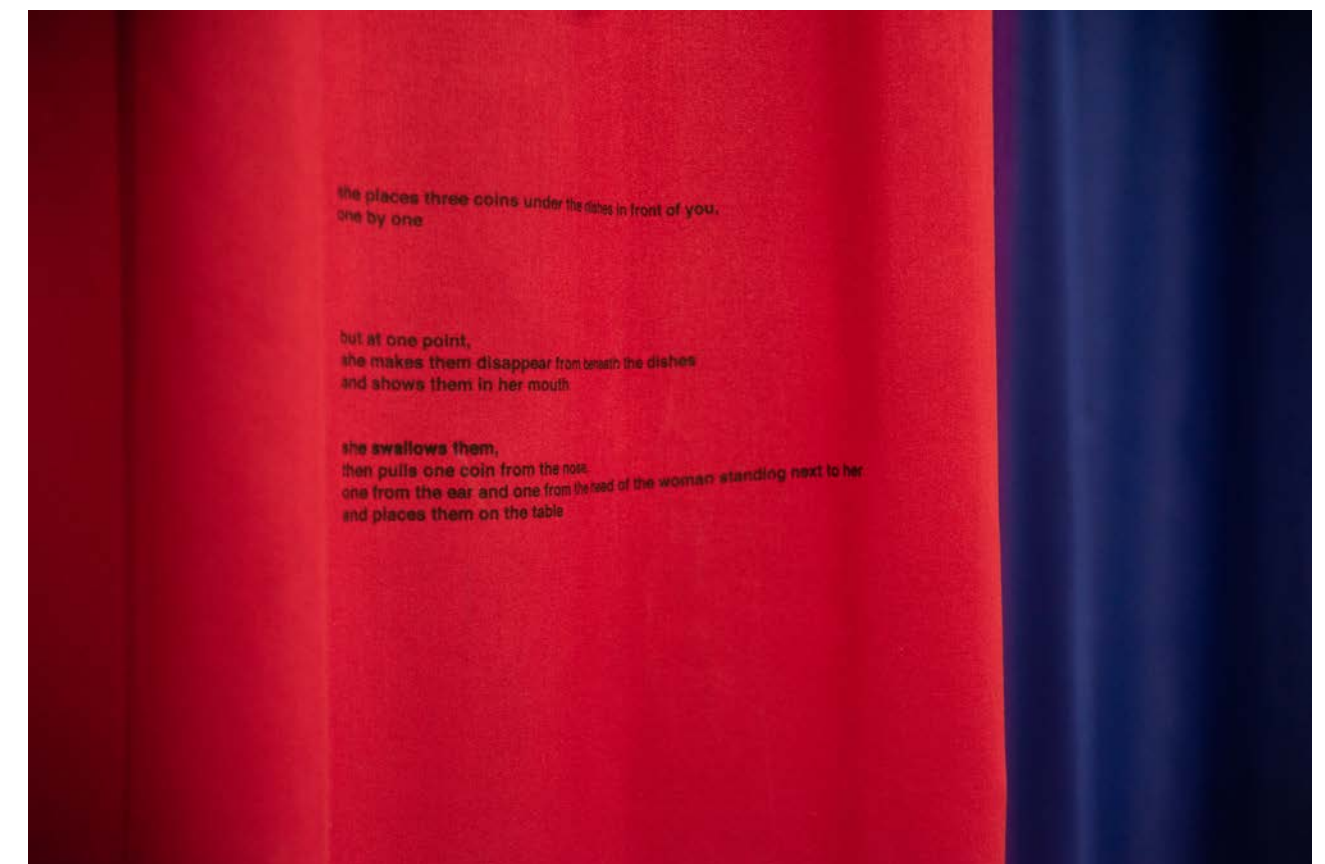 she places three coins under the dishes in front of you,
one by one
but at one point,
she makes them disappear from beneath the dishes
and shows them in her mouth
she swallows them,
then pulls one coin from the nose,
one from the ear and one from the head of the woman standing next to her
and places them on the table